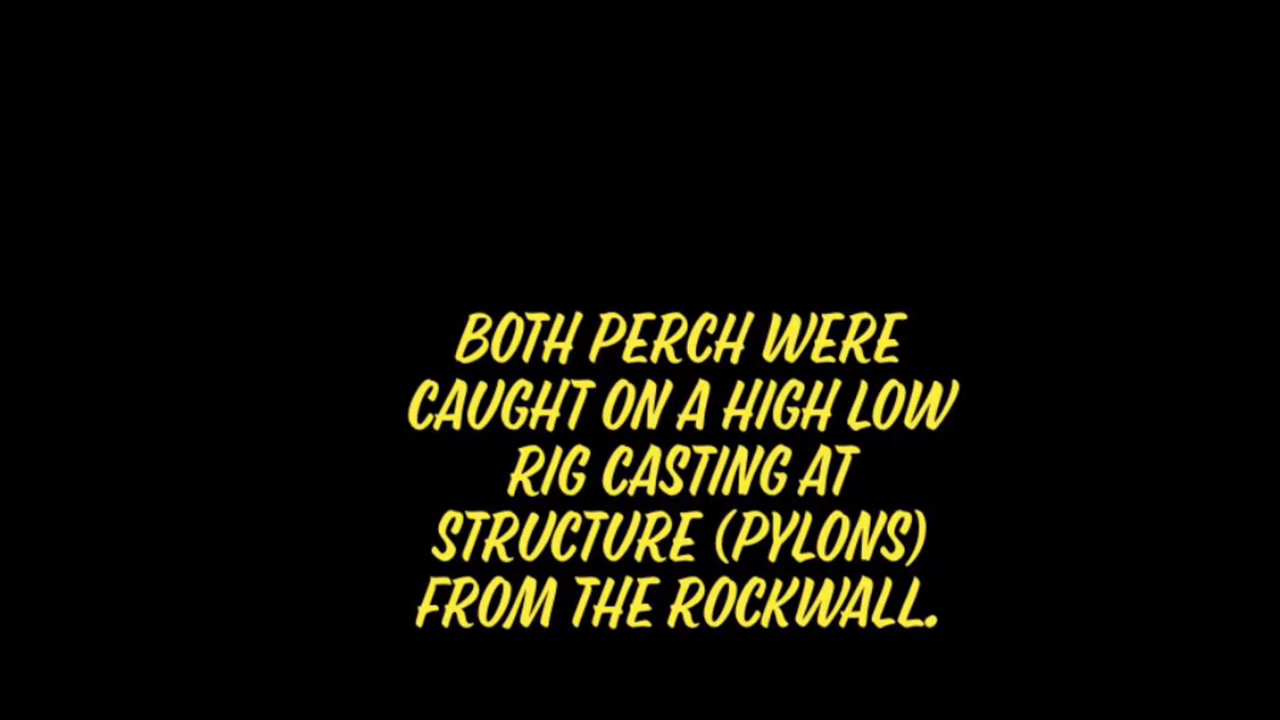 BOTH PERCH WERE
CAUGHT ON A HIGH LOW
RIG CASTING AT
STRUCTURE (PYLONS)
FROM THE ROCKWALL.